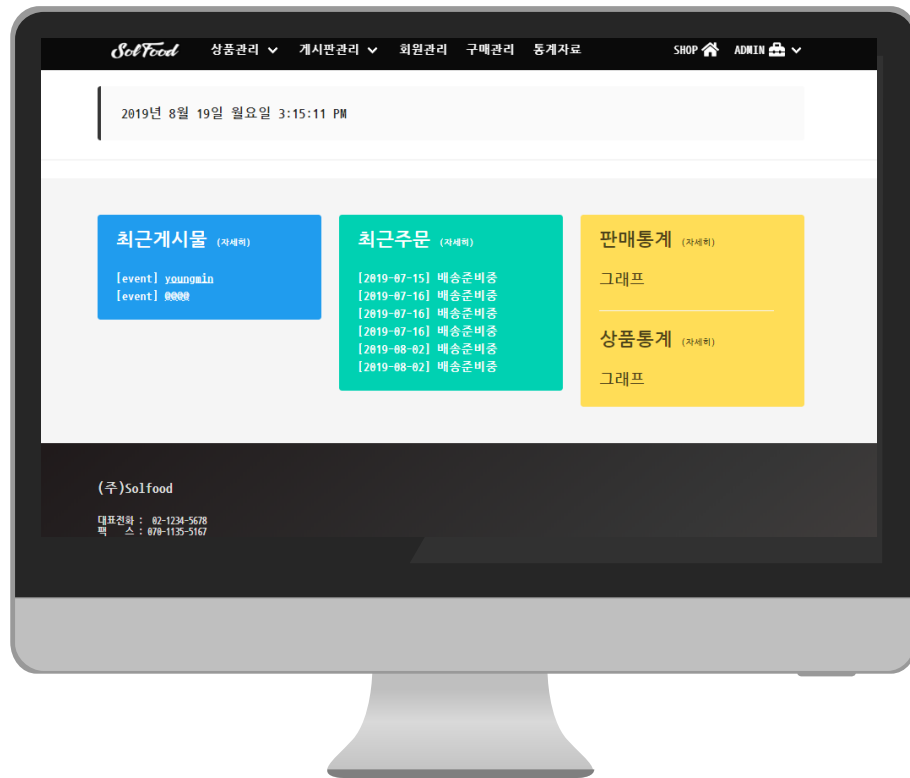 SolFood 상품관리 게시판관리 회원관리 구매관리 통계자료 SHOP ADMIN
2019년 8월 19일 월요일 3:15:11 PM
최근게시물 (자세히)
[event] youngmin
[event] 0000
최근주문 (자세히)
[2019-07-15] 배송준비중
[2019-07-16] 배송준비중
[2019-07-16] 배송준비중
[2019-07-16] 배송준비중
[2019-08-02] 배송준비중
[2019-08-02] 배송준비중
판매통계 (자세히)
그래프
상품통계 (자세히)
그래프
(주)Solfood
대표전화 : 02-1234-5678
팩 스 : 070-1135-5167